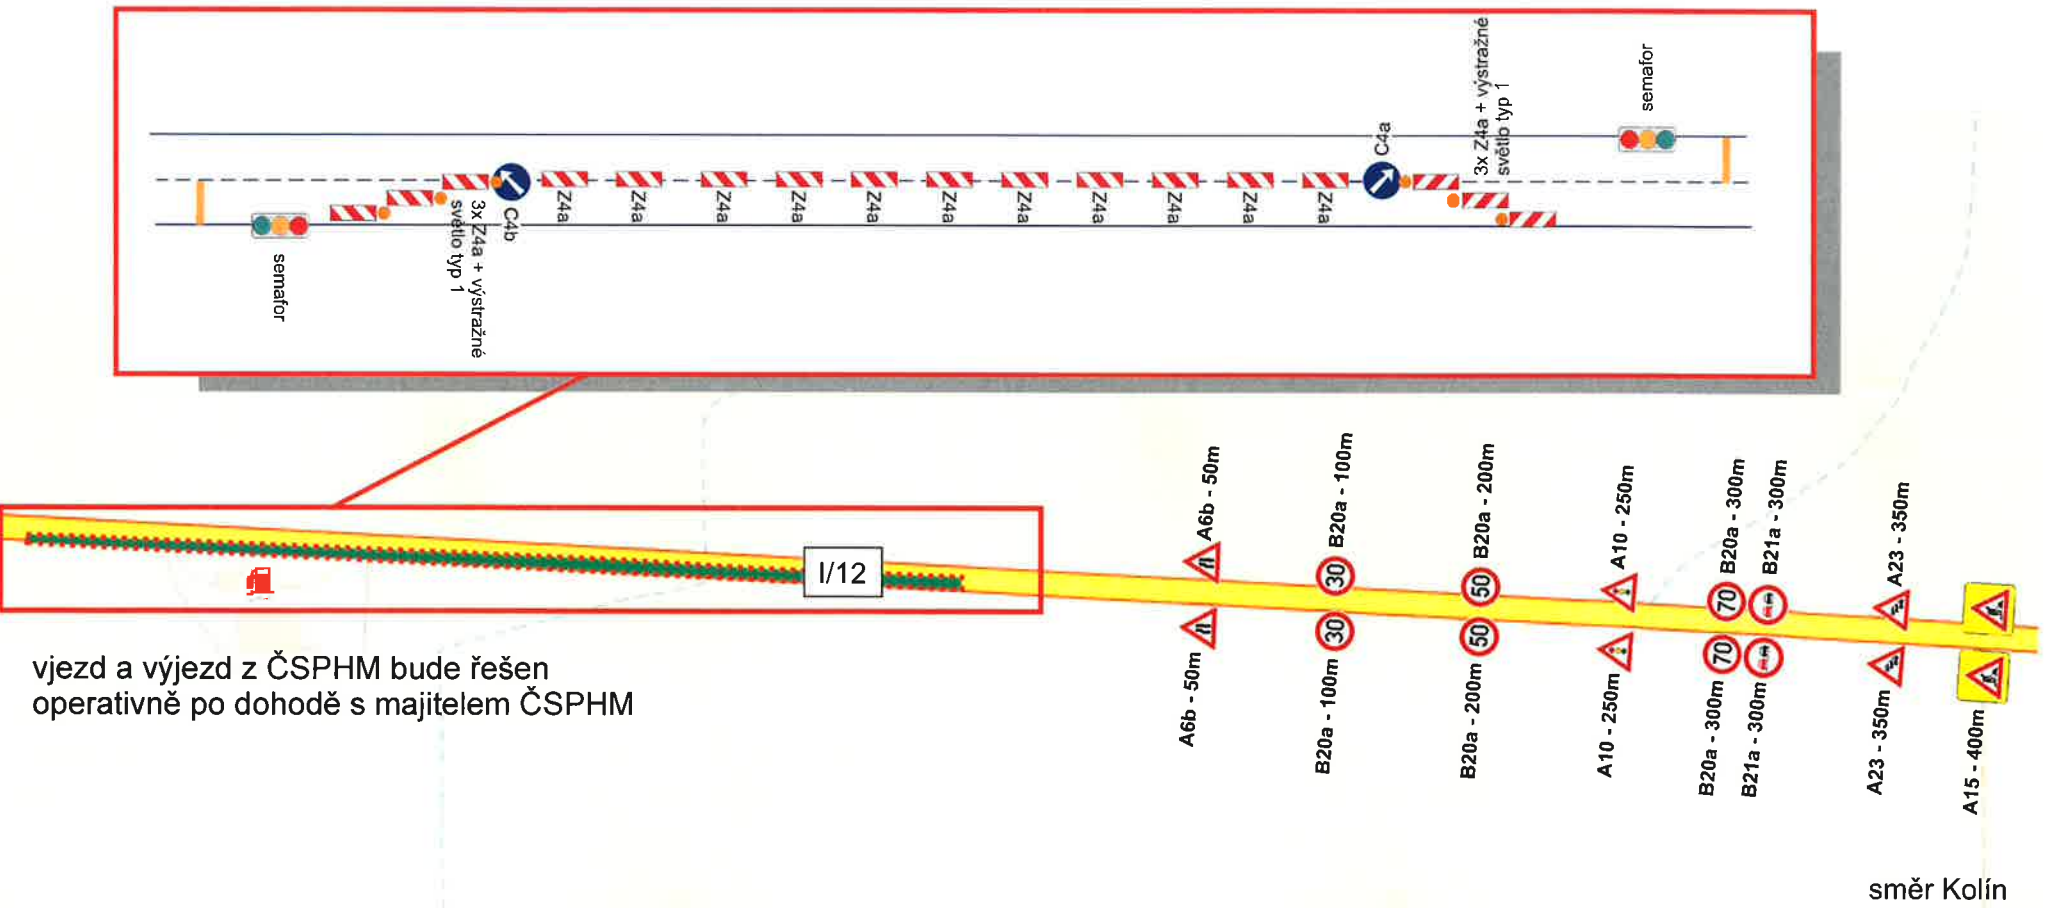 semafor
3x Z4a + výstražné
světlo typ 1
C4b
Z4a
Z4a
Z4a
Z4a
Z4a
Z4a
Z4a
Z4a
Z4a
Z4a
Z4a
C4a
3x Z4a + výstražné
světlo typ 1
semafor
I/12
vjezd a výjezd z ČSPHM bude řešen
operativně po dohodě s majitelem ČSPHM
A6b - 50m
B20a - 100m
B20a - 200m
A10 - 250m
B20a - 300m
B21a - 300m
A23 - 350m
30
50
70
30
50
70
A6b - 50m
B20a - 100m
B20a - 200m
A10 - 250m
B20a - 300m
B21a - 300m
A23 - 350m
A15 - 400m
směr Kolín